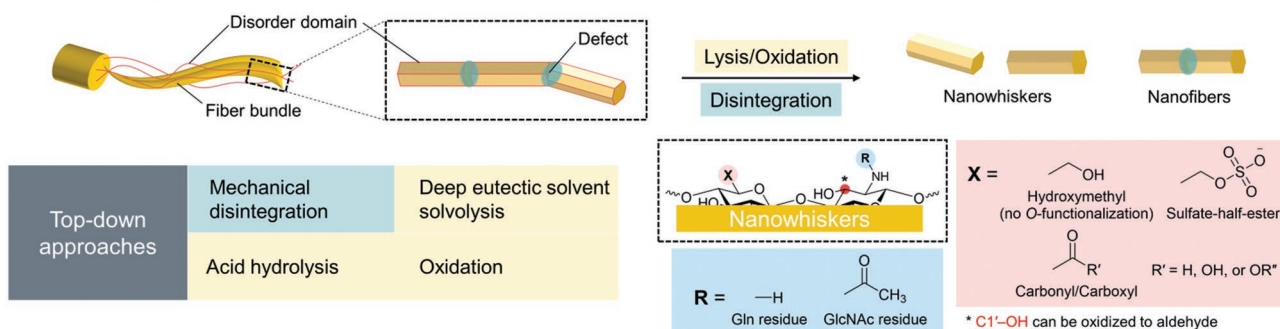 Disorder domain
Defect
Fiber bundle
Lysis/Oxidation
Disintegration
Nanowhiskers
Nanofibers
Top-down
approaches
Mechanical
disintegration
Deep eutectic solvent
solvolysis
Acid hydrolysis
Oxidation
X
R
NH
*
HO
O
O
HO
O
O
O
Nanowhiskers
R =
—H
Gln residue
O
CH3
GlcNAc residue
X =
OH
Hydroxymethyl
(no O-functionalization)
O
O
S
O
O−
Sulfate-half-ester
O
R′
Carbonyl/Carboxyl
R′ = H, OH, or OR″
* C1′–OH can be oxidized to aldehyde